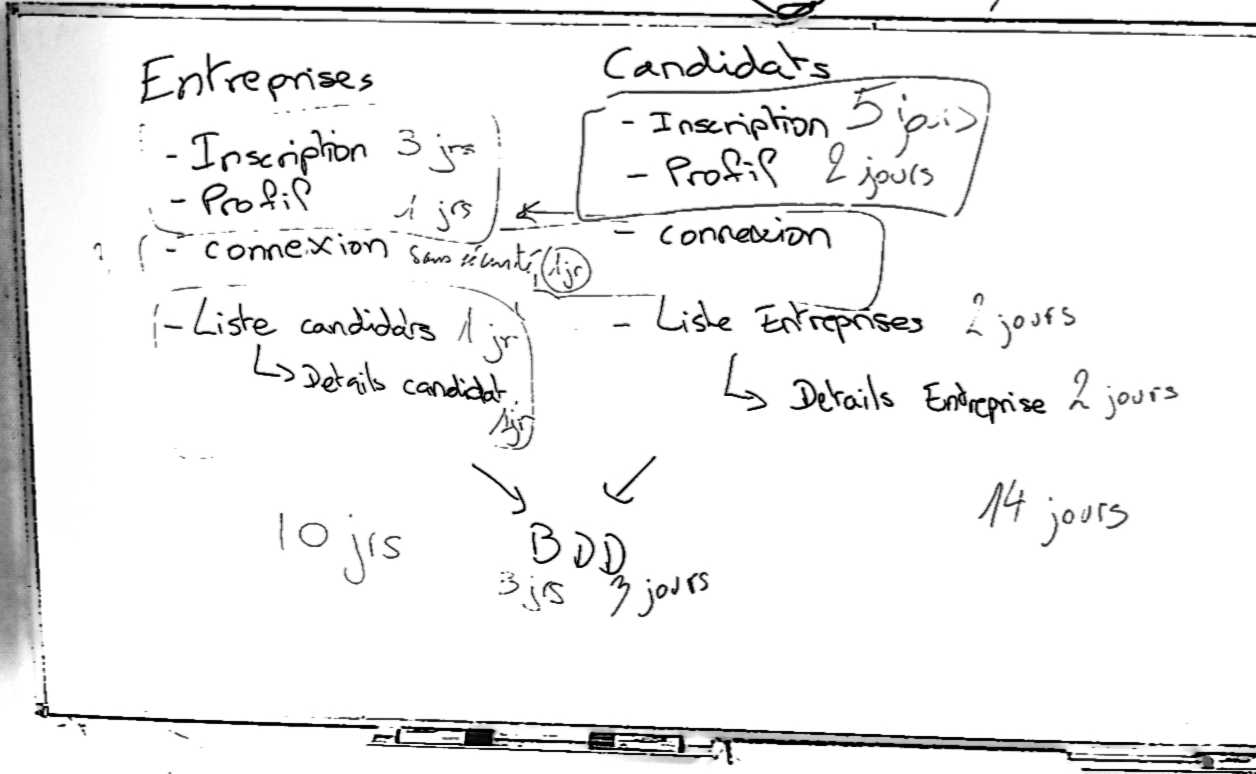 Entreprises
- Inscription 3 jrs
- Profil 1 jrs
- connexion sans sécurité, 1 jr
- Liste candidats 1 jr
↳ Détails candidat
1 jr
10 jrs
Candidats
- Inscription 5 jours
- Profil 2 jours
- connexion
- Liste Entreprises 2 jours
↳ Détails Entreprise 2 jours
14 jours
BDD
3 jrs 3 jours